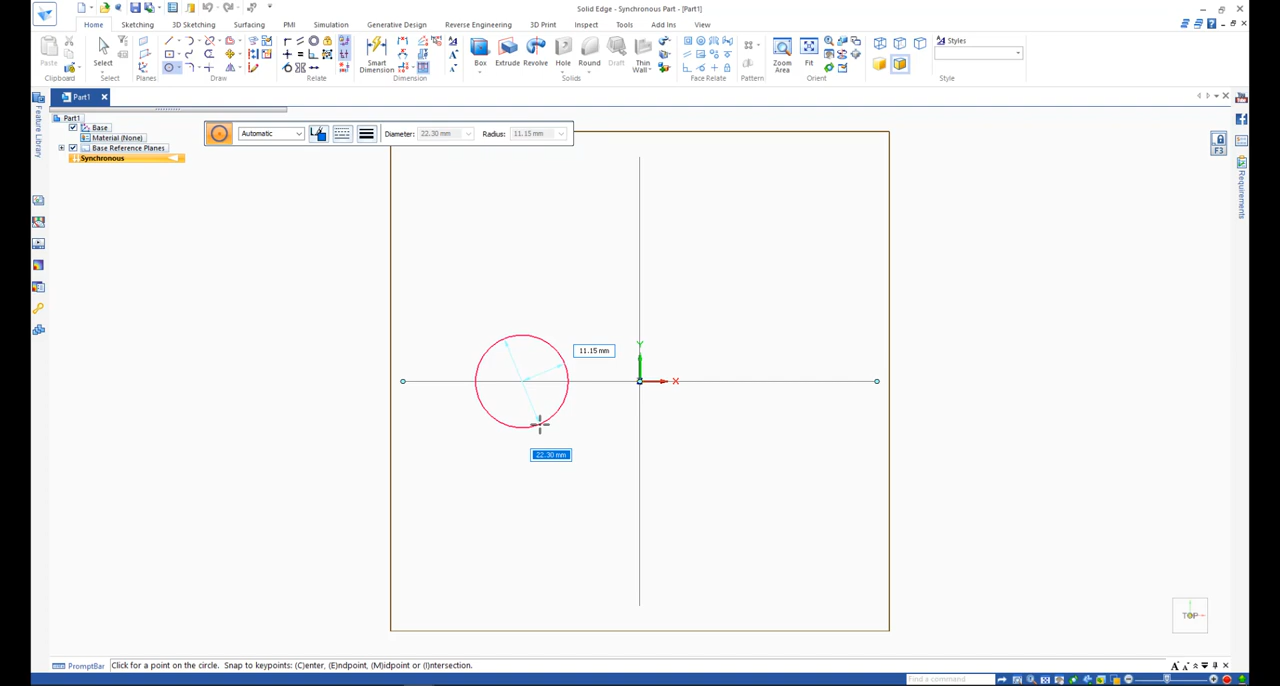 Solid Edge - Synchronous Part - [Part1]
Home Sketching 3D Sketching Surfacing PMI Simulation Generative Design Reverse Engineering 3D Print Inspect Tools Add Ins View
Styles
Paste
Select
Smart Dimension
Box Extrude Revolve Hole Round Draft Thin Wall
Zoom Area
Fit
Clipboard Select Planes Draw Relate Dimension Solids Face Relate Pattern Orient Style
Part1
Feature Library
Part1
Base
Material (None)
Base Reference Planes
Synchronous
Automatic Diameter: 22.30 mm Radius: 11.15 mm
F3
Requirements
Y
11.15 mm
X
22.30 mm
TOP
PromptBar Click for a point on the circle. Snap to keypoints: (C)enter, (E)ndpoint, (M)idpoint or (I)ntersection.
Find a command